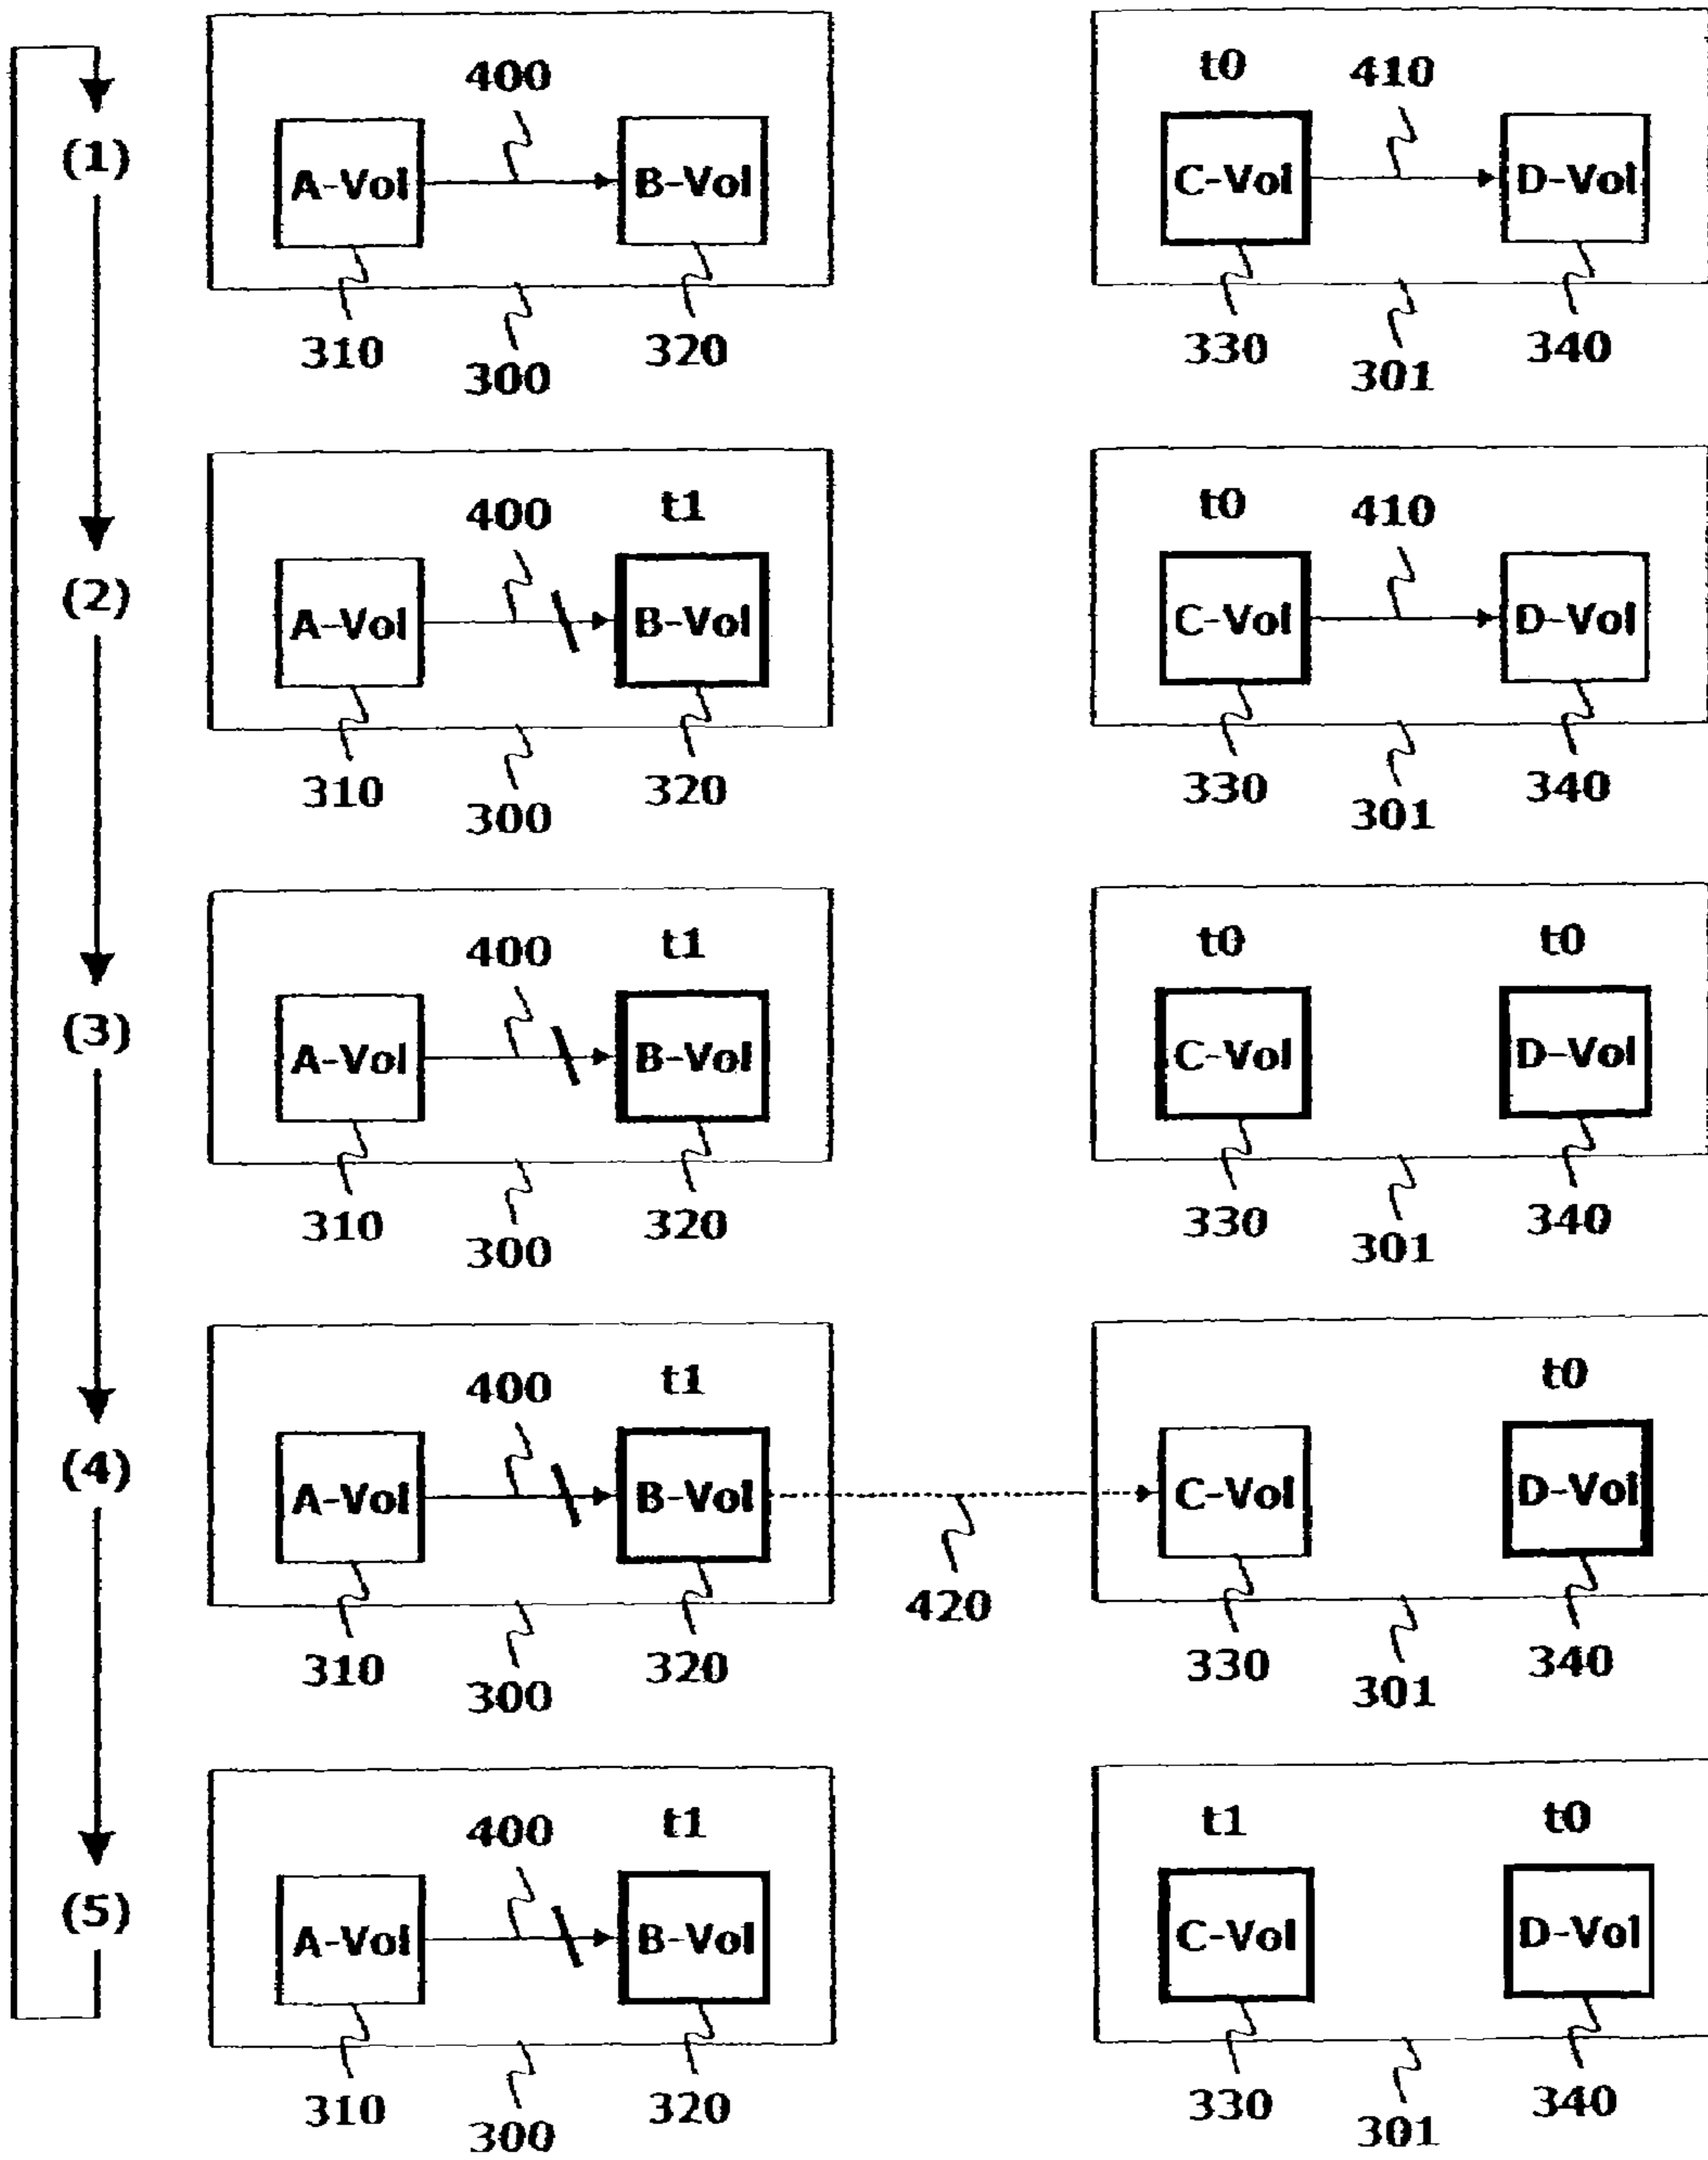 t0
400 410
(1) A-Vol B-Vol C-Vol D-Vol
310 320 330 340
300 301
t1 t0
400 410
(2) A-Vol B-Vol C-Vol D-Vol
310 320 330 340
300 301
t1 t0 t0
400
(3) A-Vol B-Vol C-Vol D-Vol
310 320 330 340
300 301
t1 t0
400
(4) A-Vol B-Vol C-Vol D-Vol
420
310 320 330 340
300 301
t1 t1 t0
400
(5) A-Vol B-Vol C-Vol D-Vol
310 320 330 340
300 301